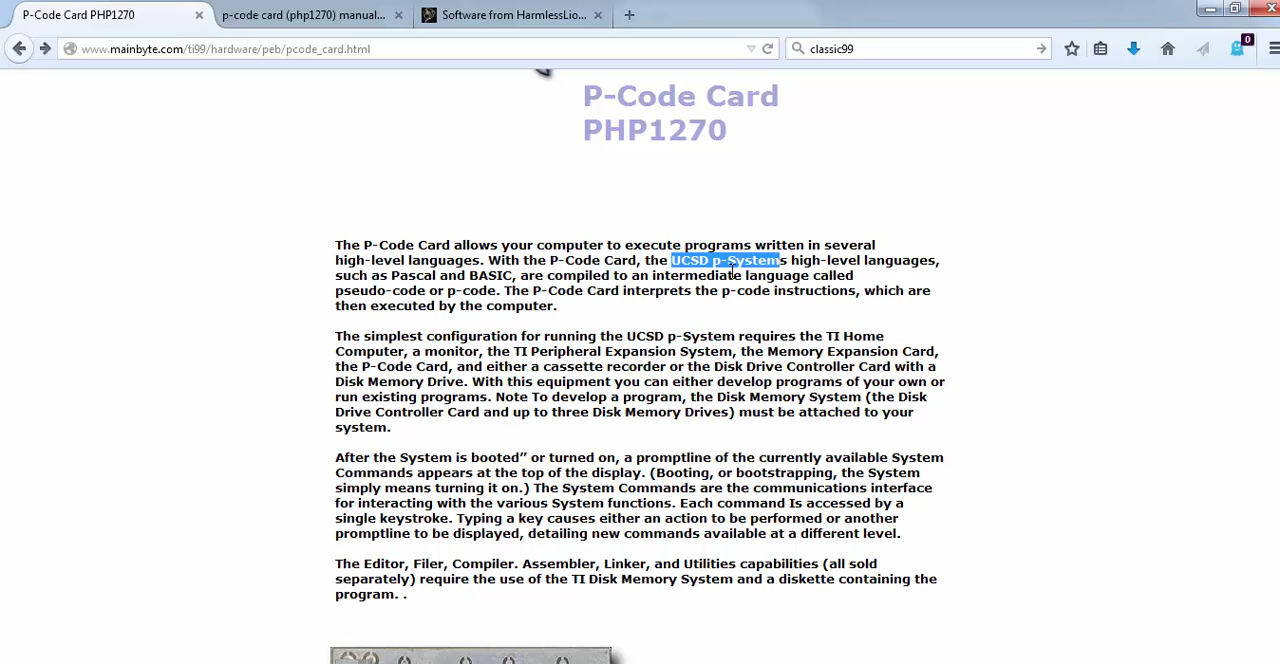 P-Code Card PHP1270
p-code card (php1270) manual...
Software from HarmlessLio...
www.mainbyte.com/ti99/hardware/peb/pcode_card.html
classic99
0
P-Code Card
PHP1270
The P-Code Card allows your computer to execute programs written in several
high-level languages. With the P-Code Card, the UCSD p-Systems high-level languages,
such as Pascal and BASIC, are compiled to an intermediate language called
pseudo-code or p-code. The P-Code Card interprets the p-code instructions, which are
then executed by the computer.
The simplest configuration for running the UCSD p-System requires the TI Home
Computer, a monitor, the TI Peripheral Expansion System, the Memory Expansion Card,
the P-Code Card, and either a cassette recorder or the Disk Drive Controller Card with a
Disk Memory Drive. With this equipment you can either develop programs of your own or
run existing programs. Note To develop a program, the Disk Memory System (the Disk
Drive Controller Card and up to three Disk Memory Drives) must be attached to your
system.
After the System is booted” or turned on, a promptline of the currently available System
Commands appears at the top of the display. (Booting, or bootstrapping, the System
simply means turning it on.) The System Commands are the communications interface
for interacting with the various System functions. Each command Is accessed by a
single keystroke. Typing a key causes either an action to be performed or another
promptline to be displayed, detailing new commands available at a different level.
The Editor, Filer, Compiler. Assembler, Linker, and Utilities capabilities (all sold
separately) require the use of the TI Disk Memory System and a diskette containing the
program. .